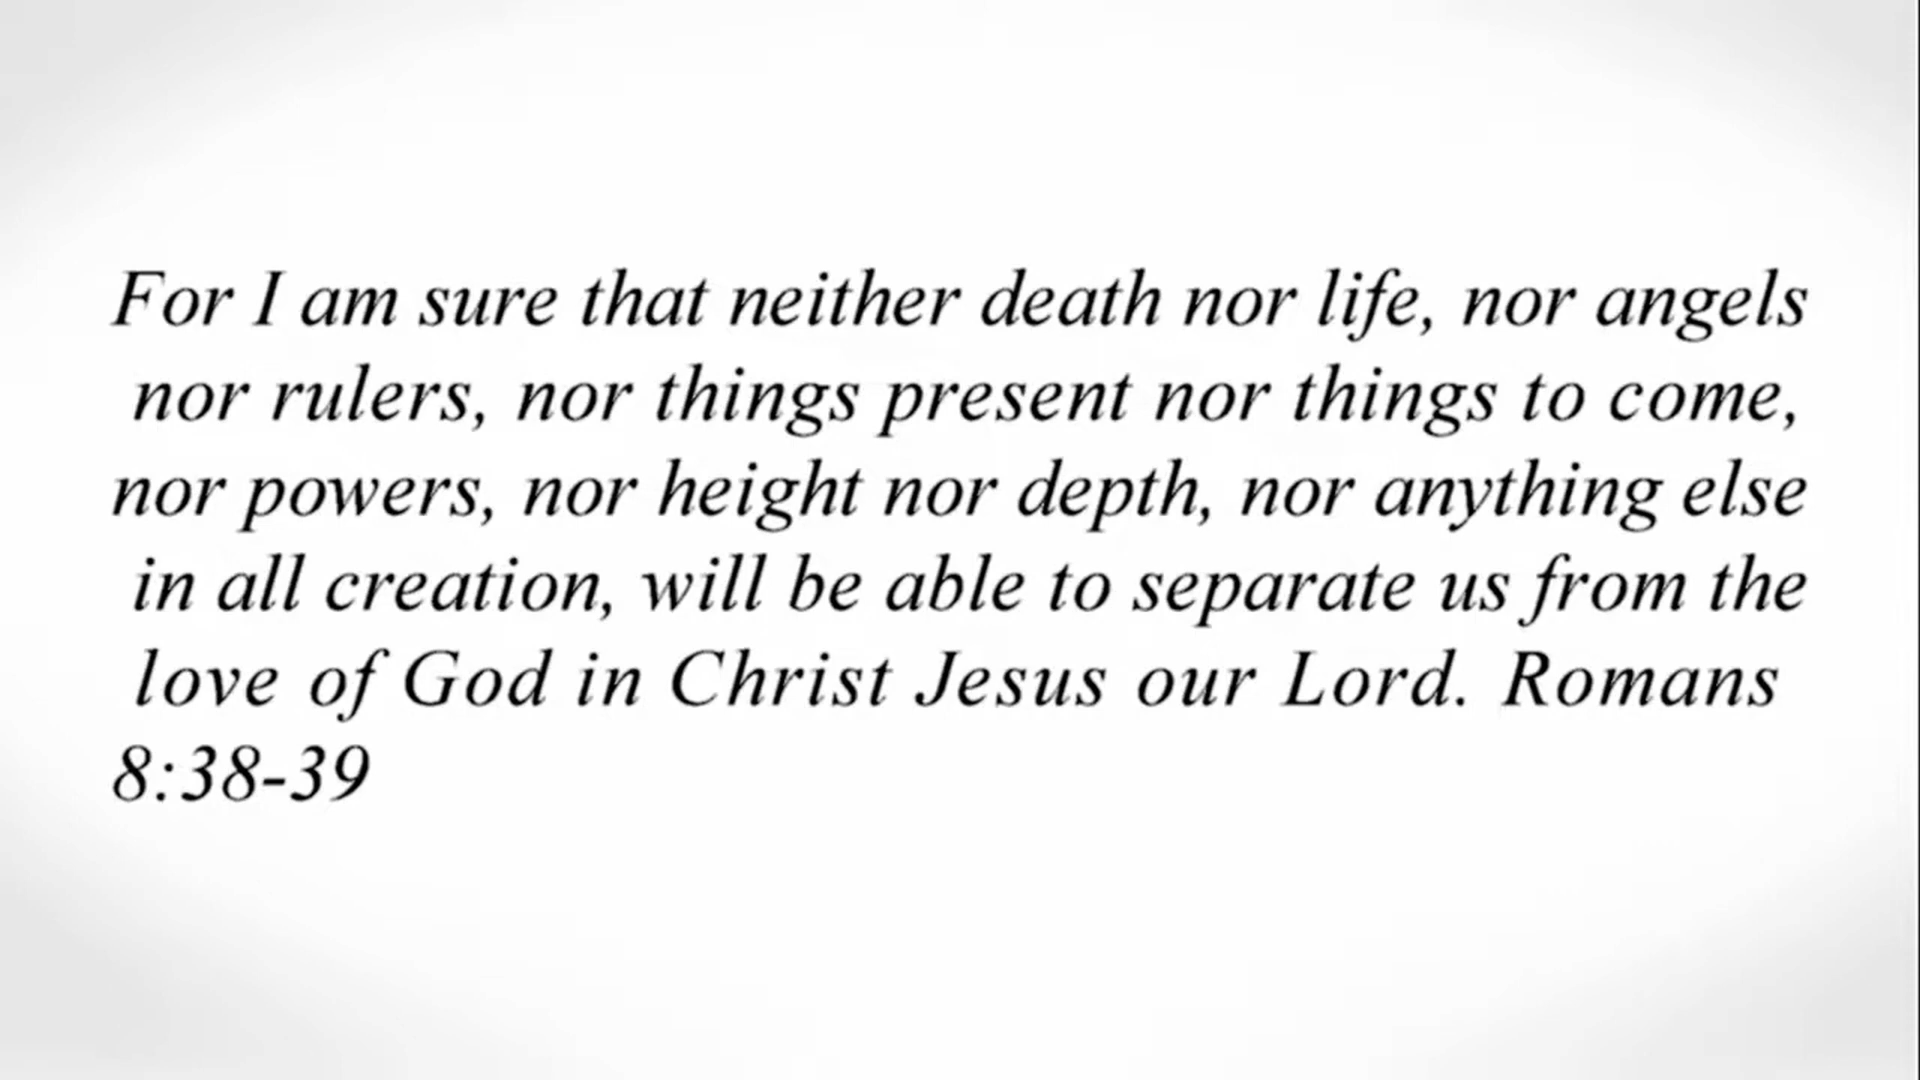 For I am sure that neither death nor life, nor angels
nor rulers, nor things present nor things to come,
nor powers, nor height nor depth, nor anything else
in all creation, will be able to separate us from the
love of God in Christ Jesus our Lord. Romans
8:38-39